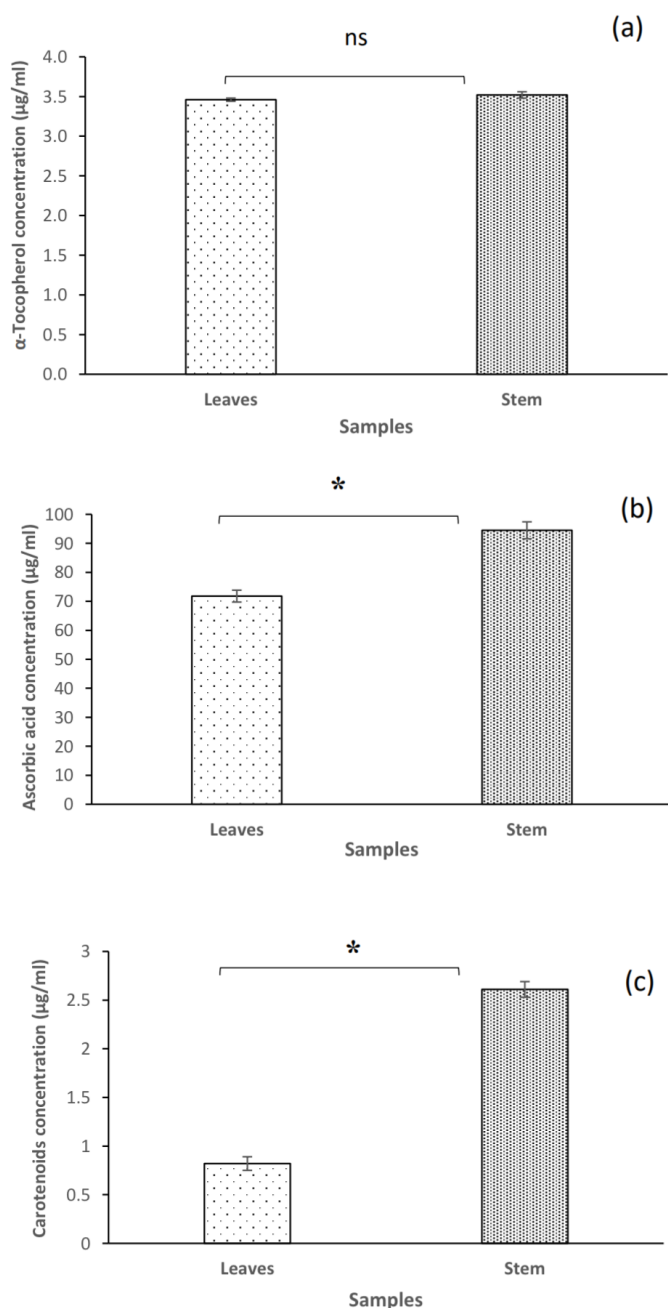 (a)
ns
α-Tocopherol concentration (µg/ml)
4.0
3.5
3.0
2.5
2.0
1.5
1.0
0.5
0.0
Leaves
Stem
Samples
(b)
*
Ascorbic acid concentration (µg/ml)
100
90
80
70
60
50
40
30
20
10
0
Leaves
Stem
Samples
(c)
*
Carotenoids concentration (µg/ml)
3
2.5
2
1.5
1
0.5
0
Leaves
Stem
Samples